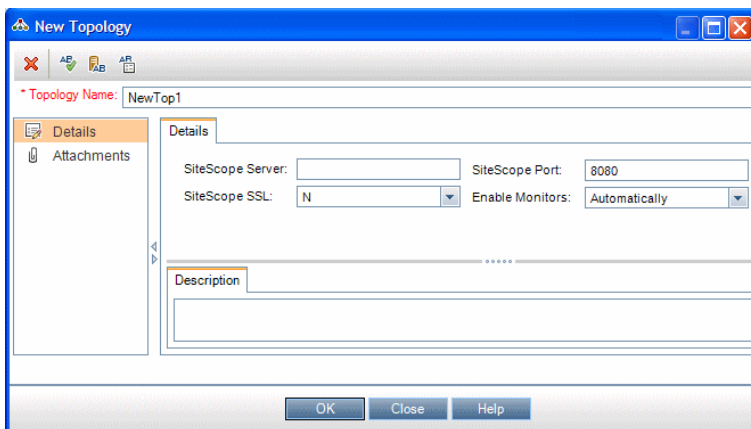 New Topology
* Topology Name: NewTop1
Details
Attachments
Details
SiteScope Server: SiteScope Port: 8080
SiteScope SSL: N Enable Monitors: Automatically
Description
OK Close Help